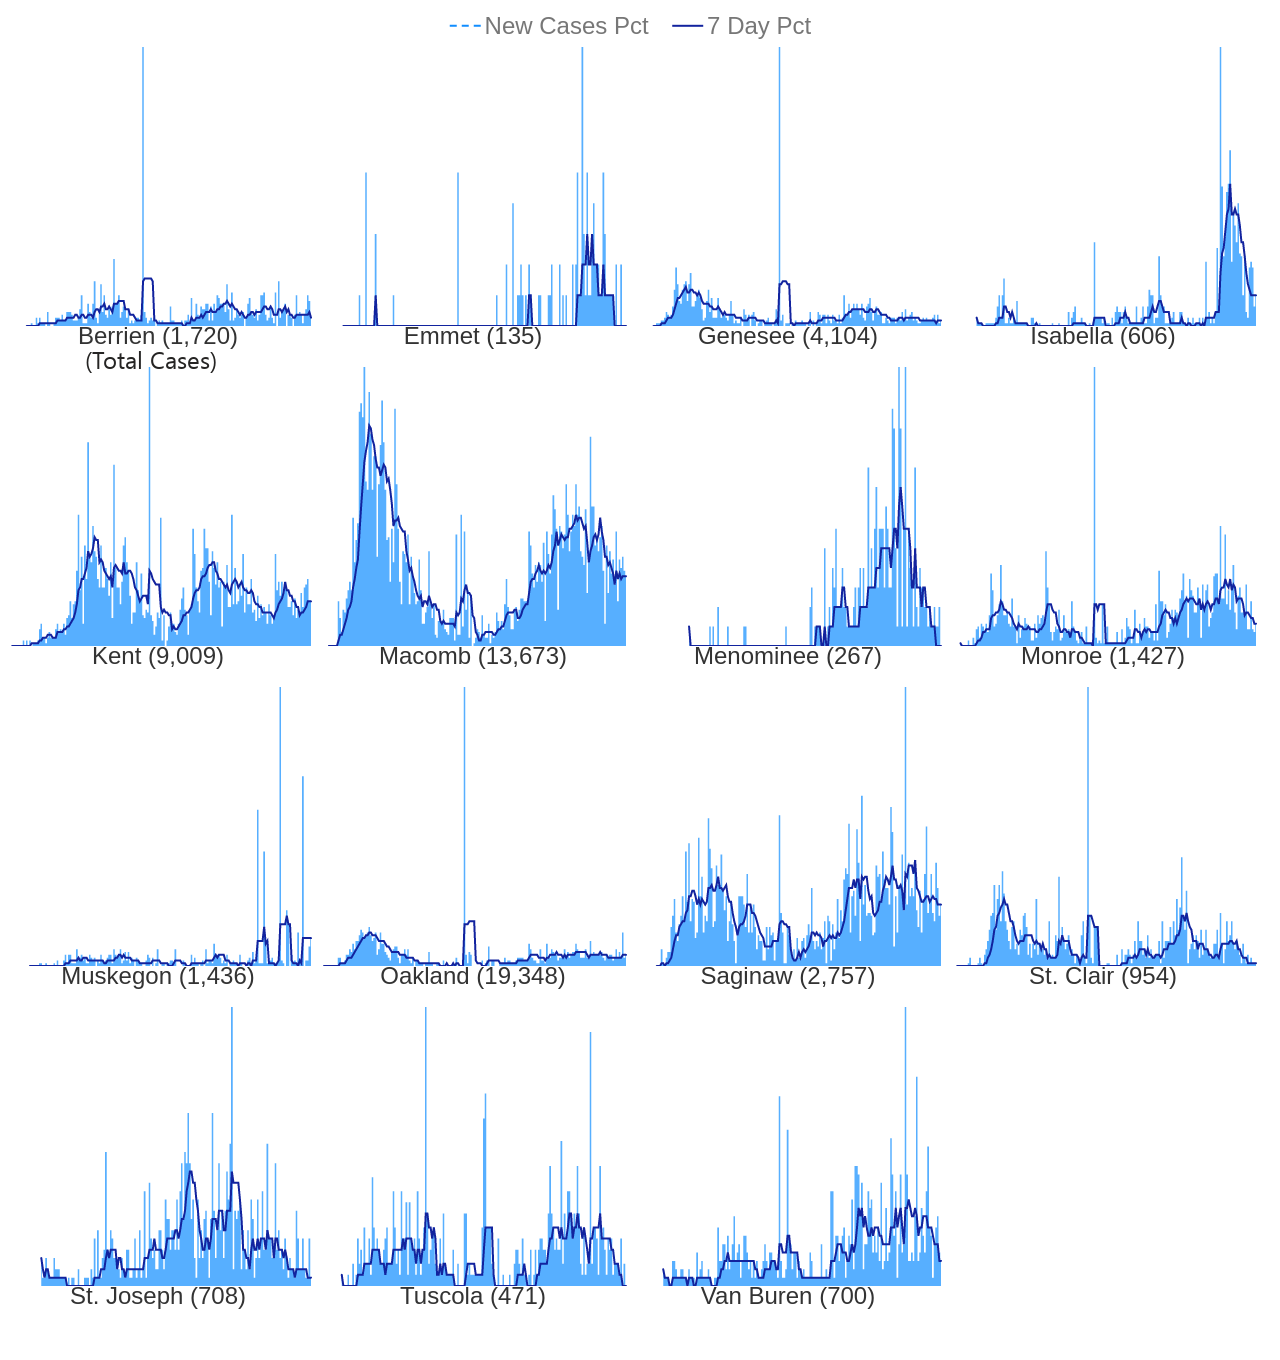 New Cases Pct 7 Day Pct
Berrien (1,720) Emmet (135) Genesee (4,104) Isabella (606)
(Total Cases)
Kent (9,009) Macomb (13,673) Menominee (267) Monroe (1,427)
Muskegon (1,436) Oakland (19,348) Saginaw (2,757) St. Clair (954)
St. Joseph (708) Tuscola (471) Van Buren (700)